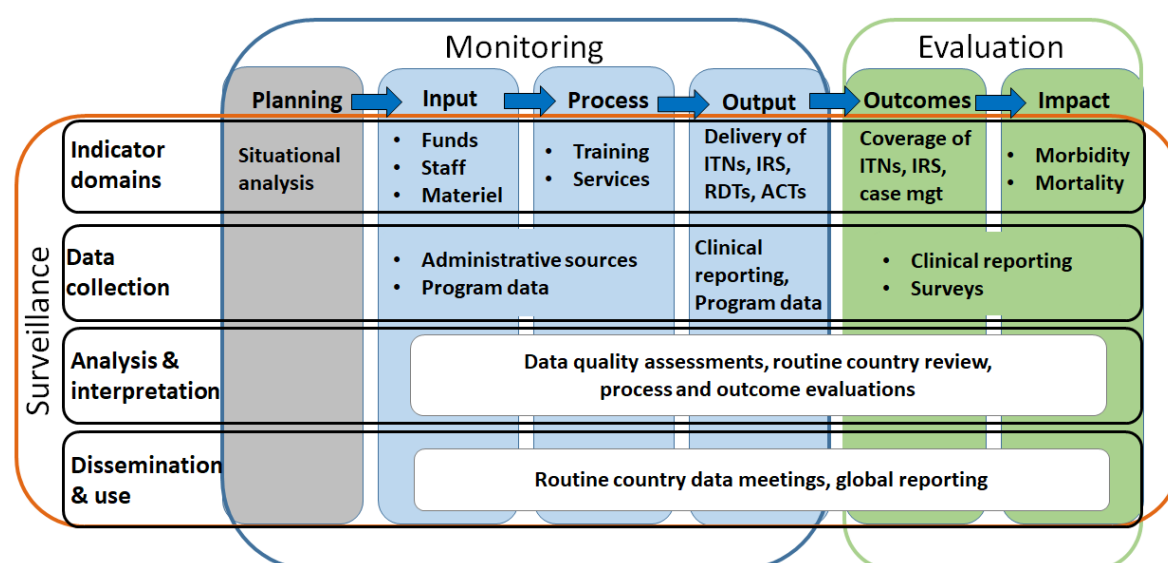 Monitoring
Evaluation
Planning
Input
Process
Output
Outcomes
Impact
Surveillance
Indicator
domains
Situational
analysis
• Funds
• Staff
• Materiel
• Training
• Services
Delivery of
ITNs, IRS,
RDTs, ACTs
Coverage of
ITNs, IRS,
case mgt
• Morbidity
• Mortality
Data
collection
• Administrative sources
• Program data
Clinical
reporting,
Program data
• Clinical reporting
• Surveys
Analysis &
interpretation
Data quality assessments, routine country review,
process and outcome evaluations
Dissemination
& use
Routine country data meetings, global reporting